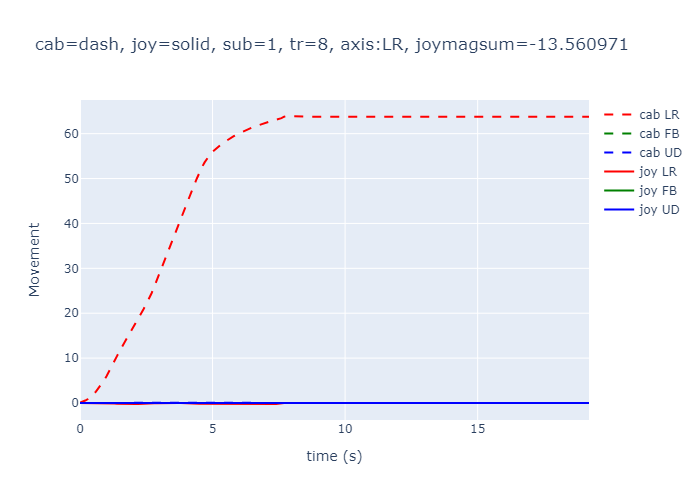 cab=dash, joy=solid, sub=1, tr=8, axis:LR, joymagsum=-13.560971
cab LR
cab FB
cab UD
joy LR
joy FB
joy UD
Movement
60
50
40
30
20
10
0
0 5 10 15
time (s)